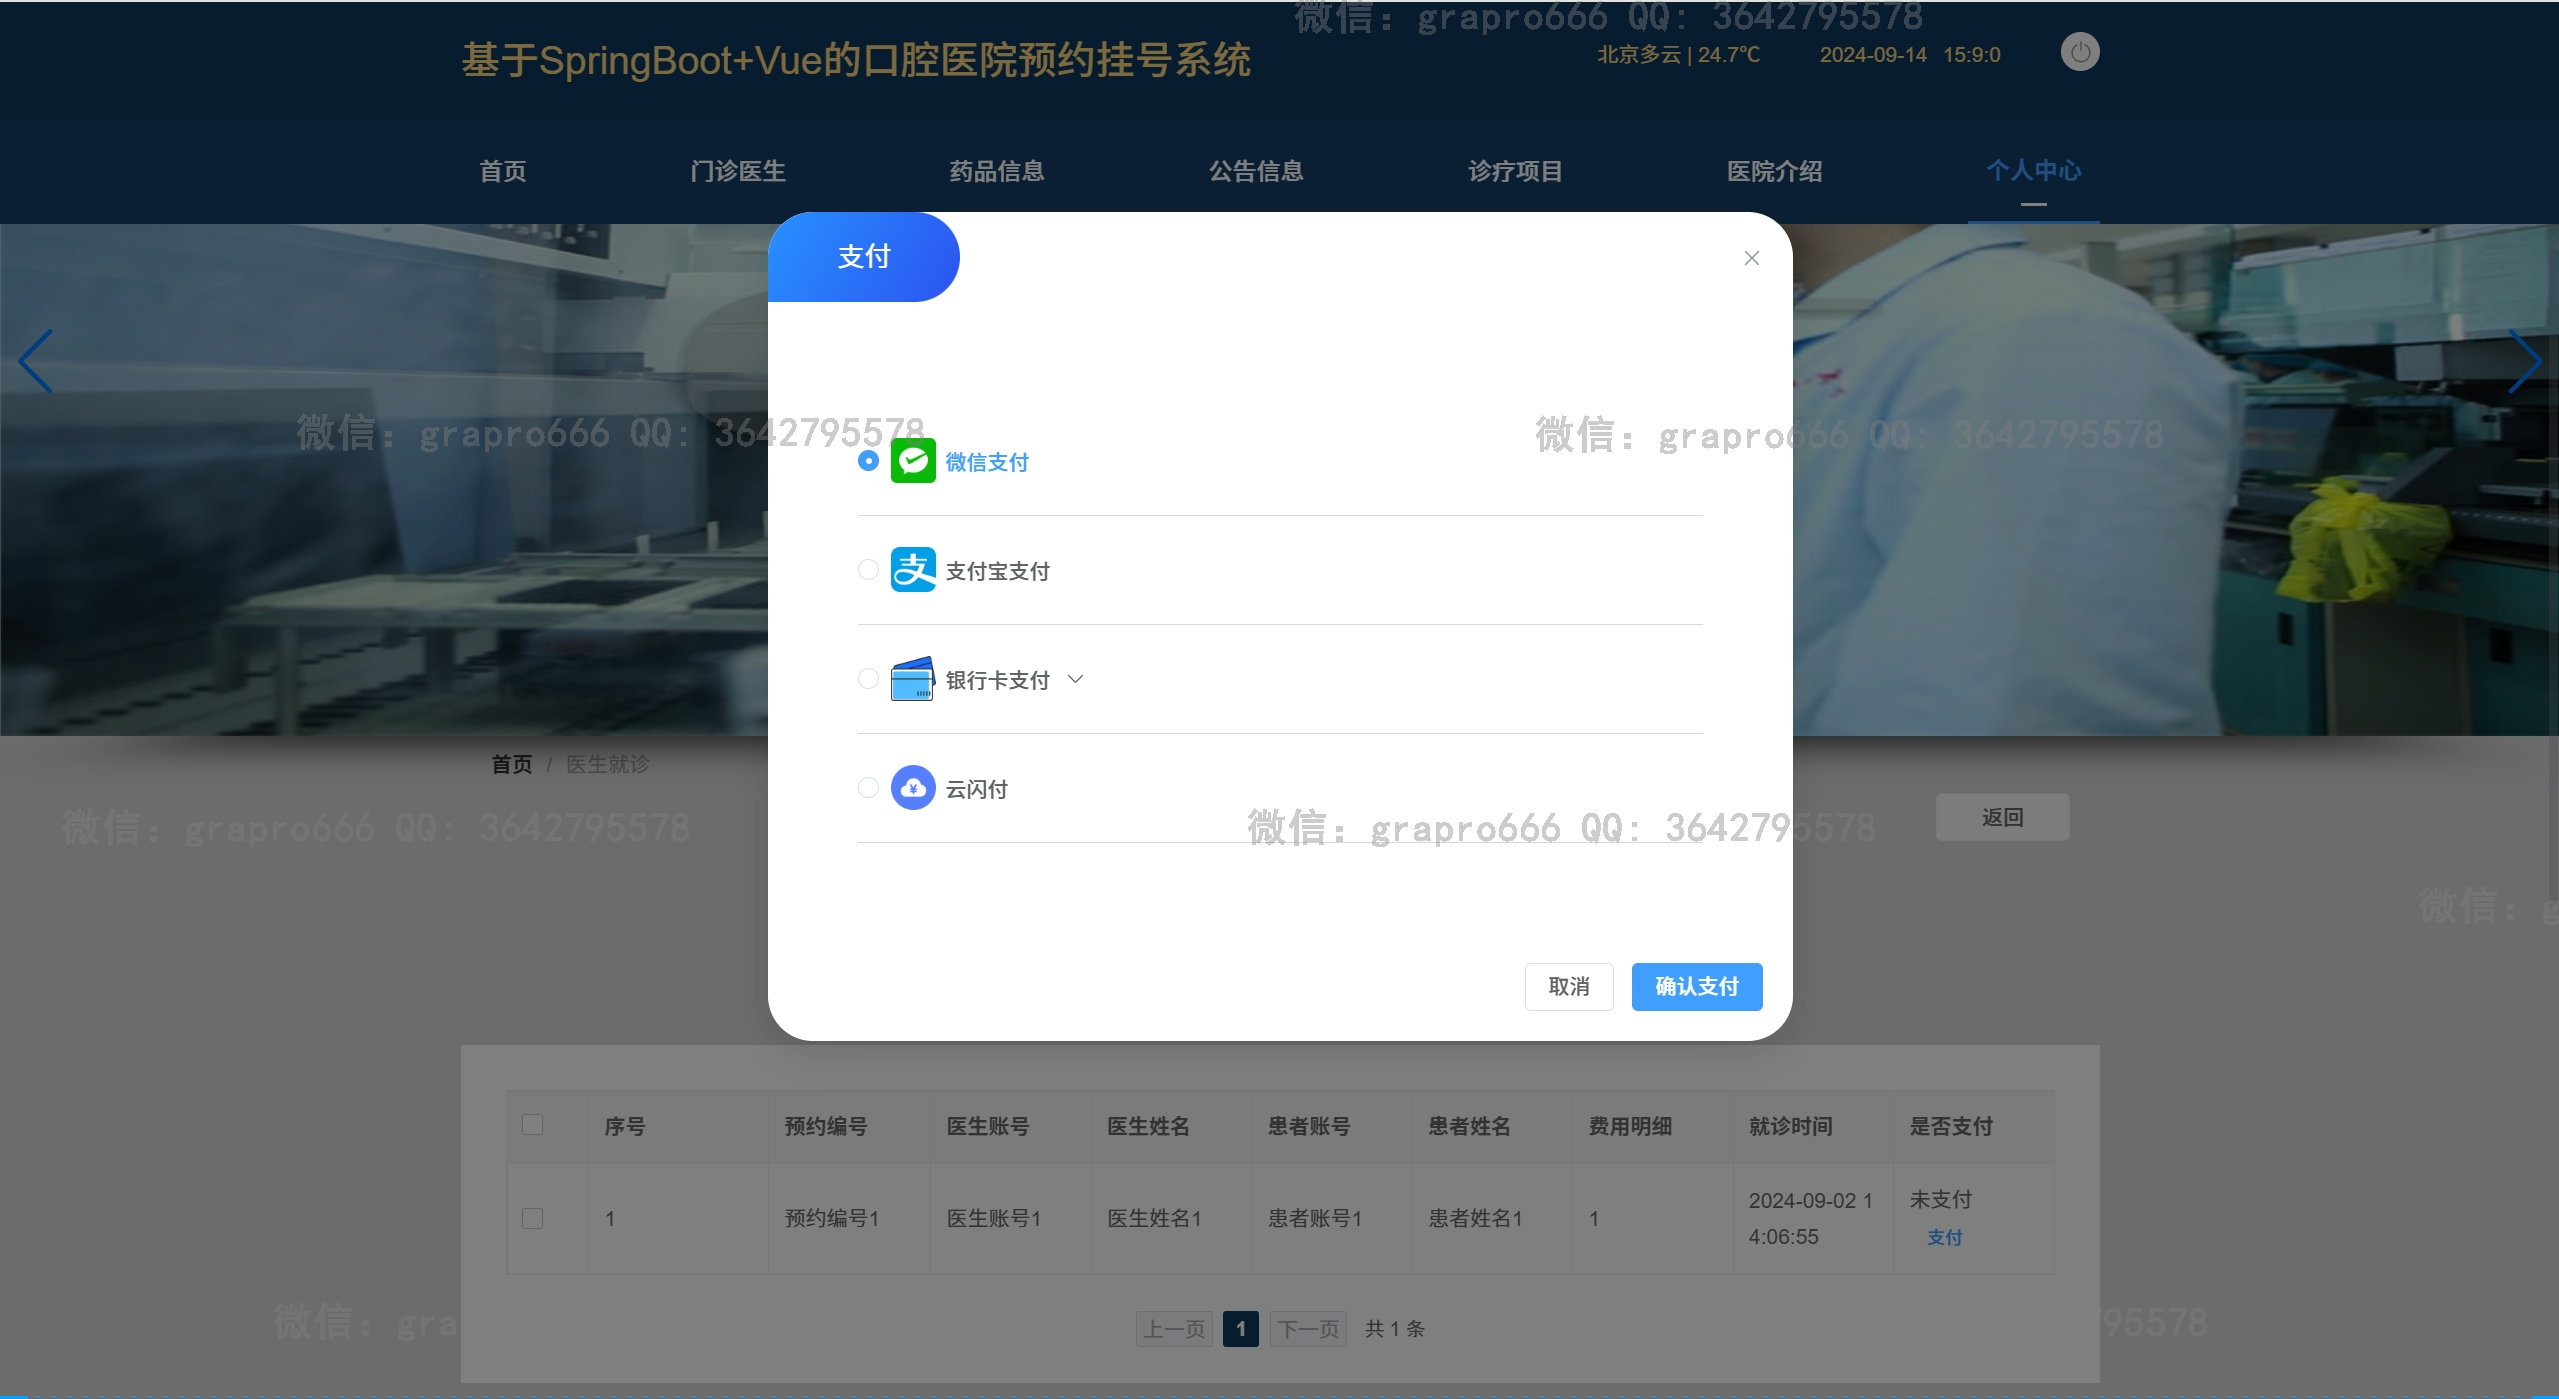 微信：grapro666 QQ：3642795578
基于SpringBoot+Vue的口腔医院预约挂号系统
北京多云 | 24.7℃ 2024-09-14 15:9:0
首页 门诊医生 药品信息 公告信息 诊疗项目 医院介绍 个人中心
支付
微信：grapro666 QQ：3642795578 微信：grapro666 QQ：3642795578
微信支付
支付宝支付
银行卡支付
首页 / 医生就诊
云闪付
返回
微信：grapro666 QQ：3642795578 微信：grapro666 QQ：3642795578
微信：g
取消 确认支付
序号 预约编号 医生账号 医生姓名 患者账号 患者姓名 费用明细 就诊时间 是否支付
1 预约编号1 医生账号1 医生姓名1 患者账号1 患者姓名1 1 2024-09-02 1 未支付
4:06:55 支付
微信：gra 95578
上一页 1 下一页 共 1 条